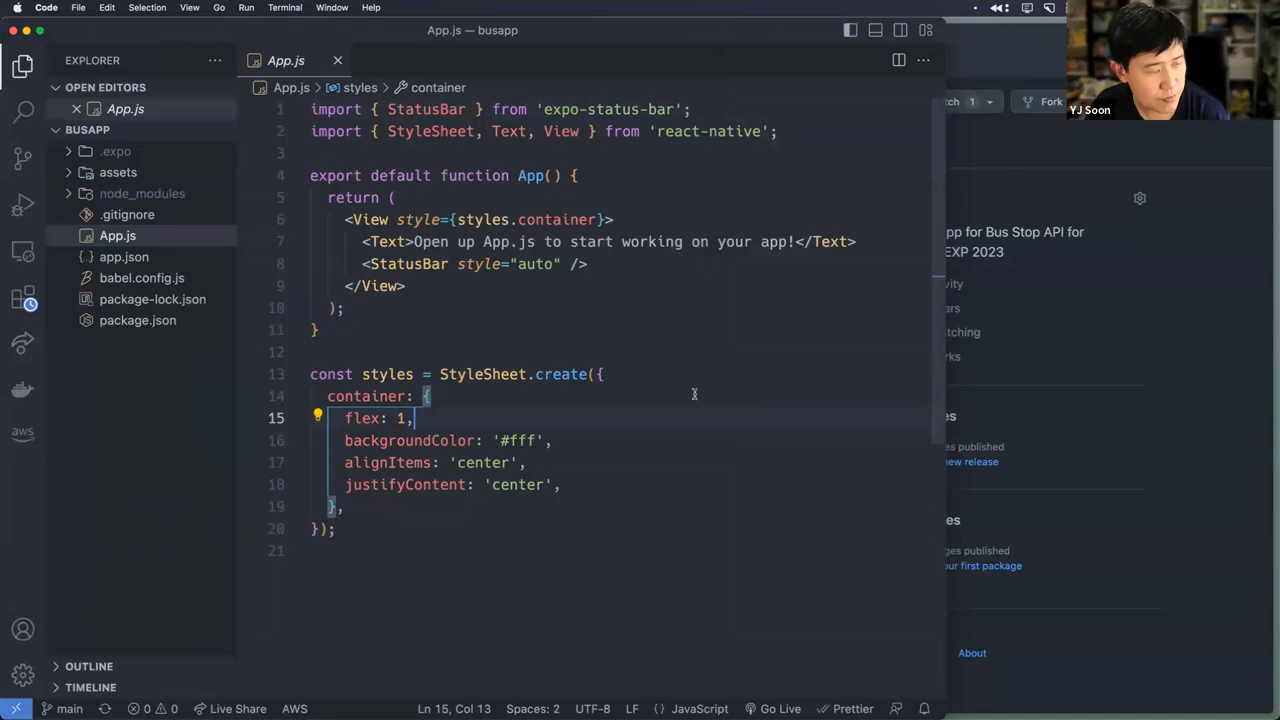 Code File Edit Selection View Go Run Terminal Window Help
App.js — busapp
EXPLORER
OPEN EDITORS
App.js
BUSAPP
.expo
assets
node_modules
.gitignore
App.js
app.json
babel.config.js
package-lock.json
package.json
OUTLINE
TIMELINE
aws
JS App.js
App.js > styles > container
1 import { StatusBar } from 'expo-status-bar';
2 import { StyleSheet, Text, View } from 'react-native';
3
4 export default function App() {
5 return (
6 <View style={styles.container}>
7 <Text>Open up App.js to start working on your app!</Text>
8 <StatusBar style="auto" />
9 </View>
10 );
11 }
12
13 const styles = StyleSheet.create({
14 container: {
15 flex: 1,
16 backgroundColor: '#fff',
17 alignItems: 'center',
18 justifyContent: 'center',
19 },
20 });
21
main 0 0 Live Share AWS Ln 15, Col 13 Spaces: 2 UTF-8 LF {} JavaScript Go Live Prettier
YJ Soon
tch 1 Fork
pp for Bus Stop API for
EXP 2023
vity
ars
tching
rks
es
ges published
new release
es
ges published
our first package
About